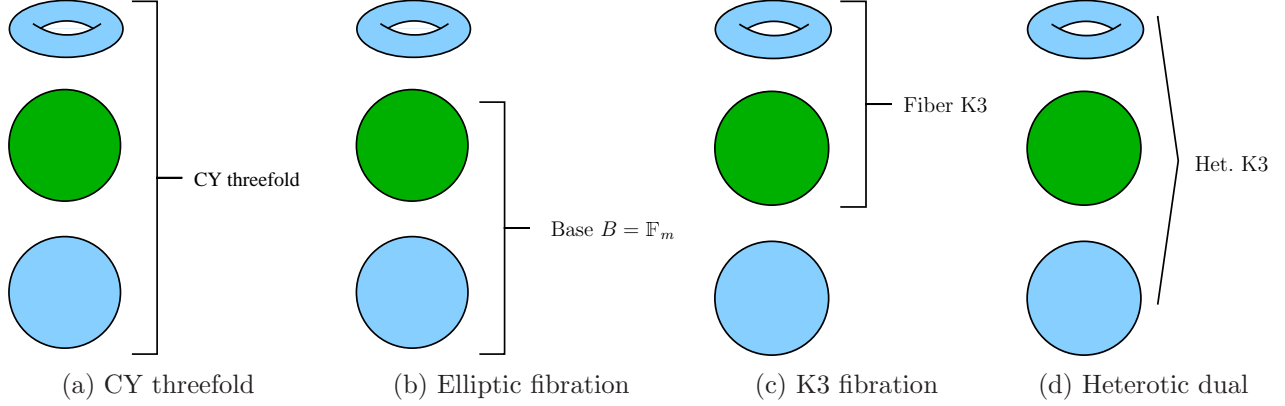 CY threefold
Base B = 𝔽ₘ
Fiber K3
Het. K3
(a) CY threefold
(b) Elliptic fibration
(c) K3 fibration
(d) Heterotic dual